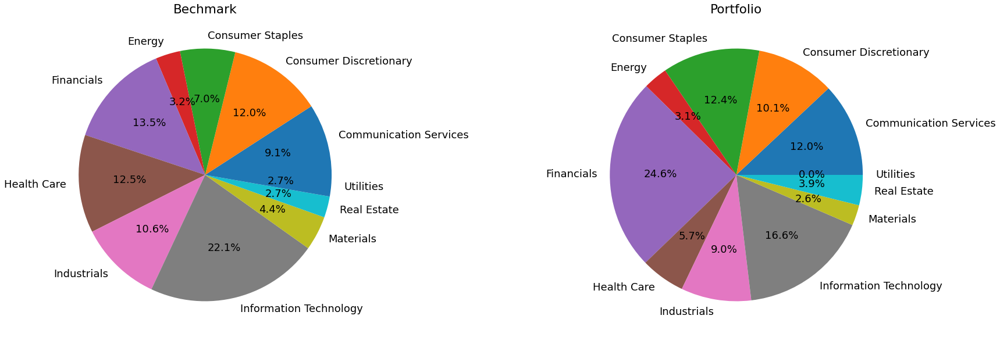 Bechmark
Consumer Staples
Energy
Consumer Discretionary
Financials
3.2%
7.0%
12.0%
13.5%
Communication Services
9.1%
Health Care
12.5%
2.7%
Utilities
2.7%
Real Estate
4.4%
10.6%
Materials
22.1%
Industrials
Information Technology
Portfolio
Consumer Staples
Consumer Discretionary
Energy
12.4%
10.1%
3.1%
Communication Services
12.0%
Financials
24.6%
0.0%
Utilities
3.9%
Real Estate
2.6%
Materials
5.7%
16.6%
9.0%
Health Care
Information Technology
Industrials